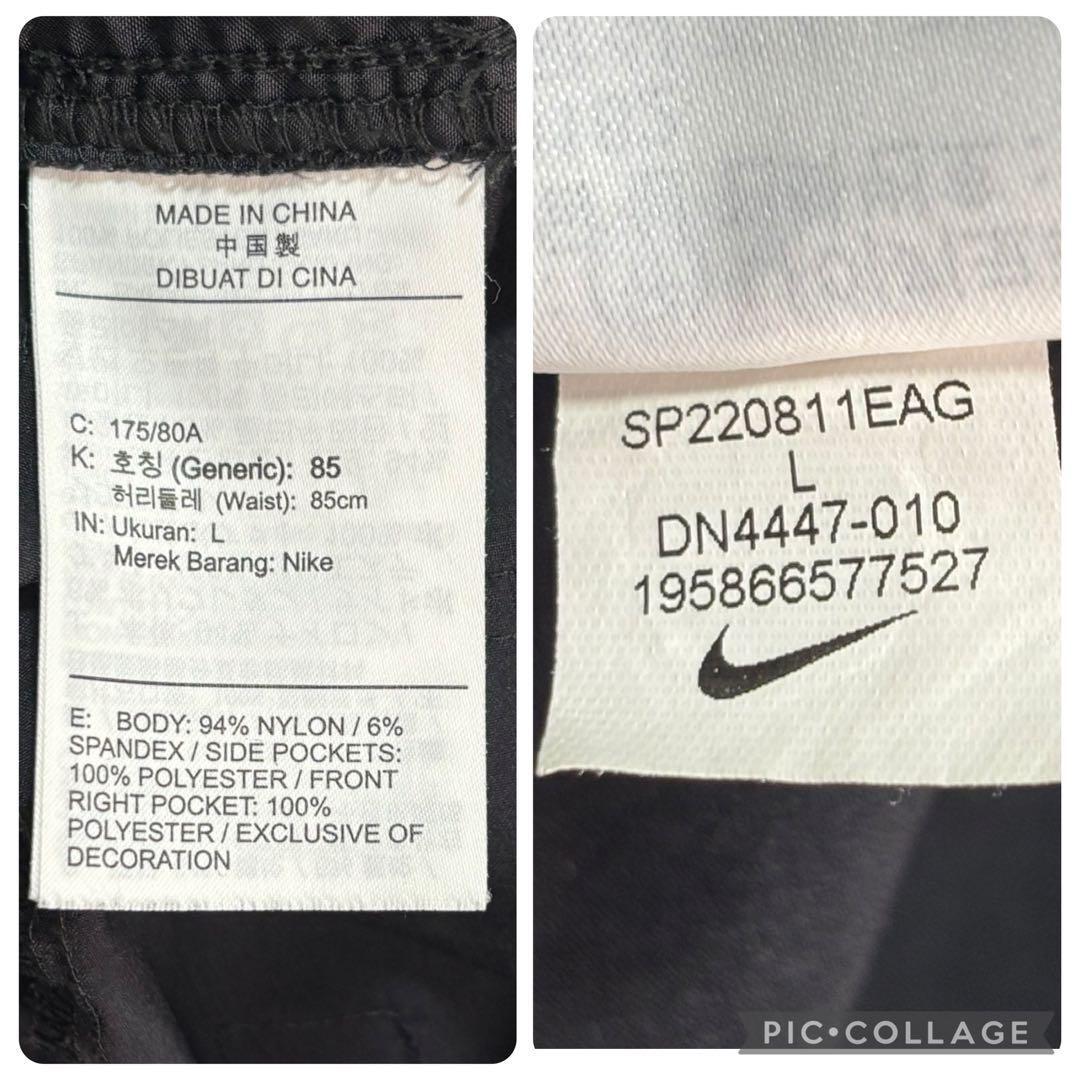 MADE IN CHINA
中国製
DIBUAT DI CINA
C: 175/80A
K: 호칭 (Generic): 85
허리둘레 (Waist): 85cm
IN: Ukuran: L
Merek Barang: Nike
E: BODY: 94% NYLON / 6%
SPANDEX / SIDE POCKETS:
100% POLYESTER / FRONT
RIGHT POCKET: 100%
POLYESTER / EXCLUSIVE OF
DECORATION
SP220811EAG
L
DN4447-010
195866577527
PIC•COLLAGE